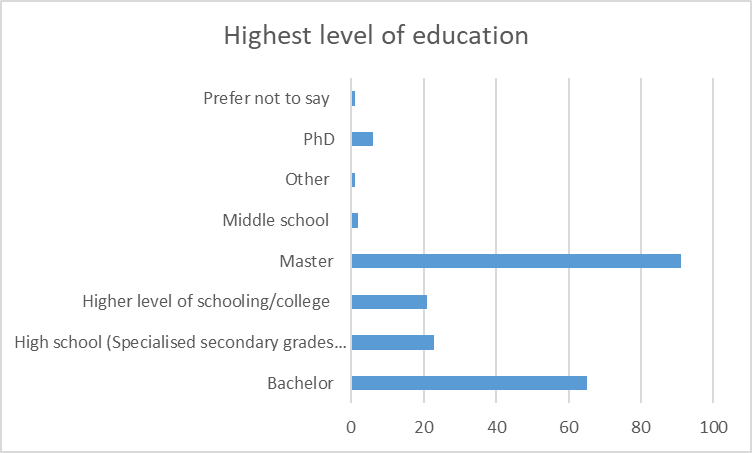 Highest level of education
Prefer not to say
PhD
Other
Middle school
Master
Higher level of schooling/college
High school (Specialised secondary grades...
Bachelor
0 20 40 60 80 100